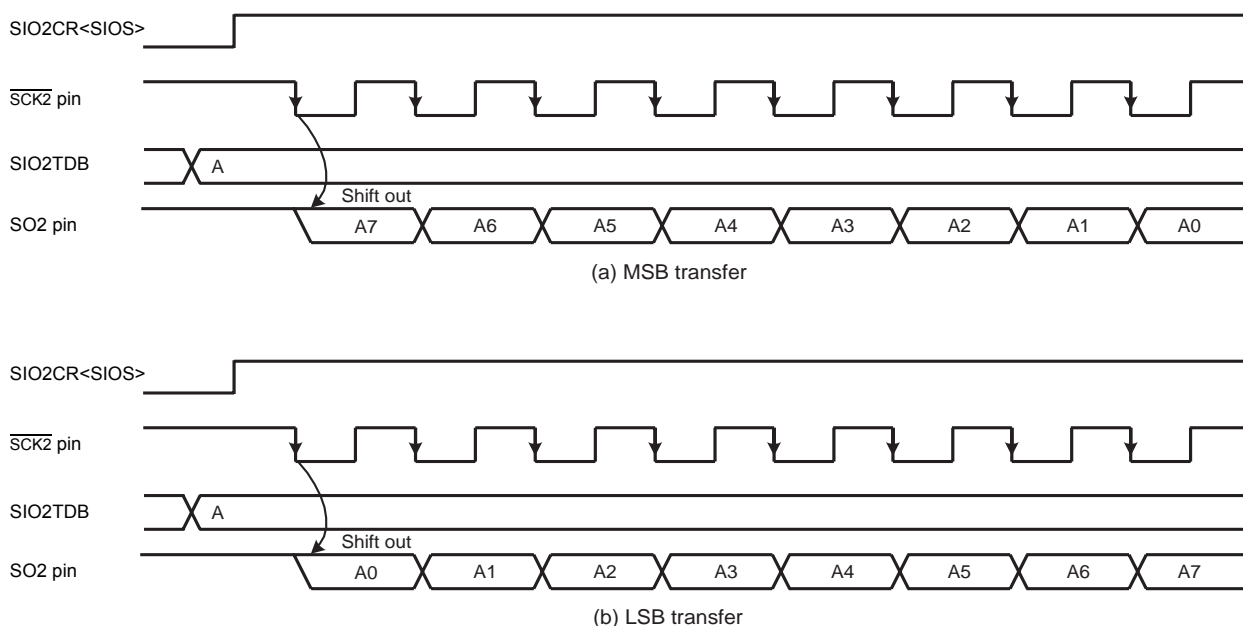 SIO2CR<SIOS>
SCK2 pin
SIO2TDB
A
Shift out
SO2 pin
A7 A6 A5 A4 A3 A2 A1 A0
(a) MSB transfer
SIO2CR<SIOS>
SCK2 pin
SIO2TDB
A
Shift out
SO2 pin
A0 A1 A2 A3 A4 A5 A6 A7
(b) LSB transfer